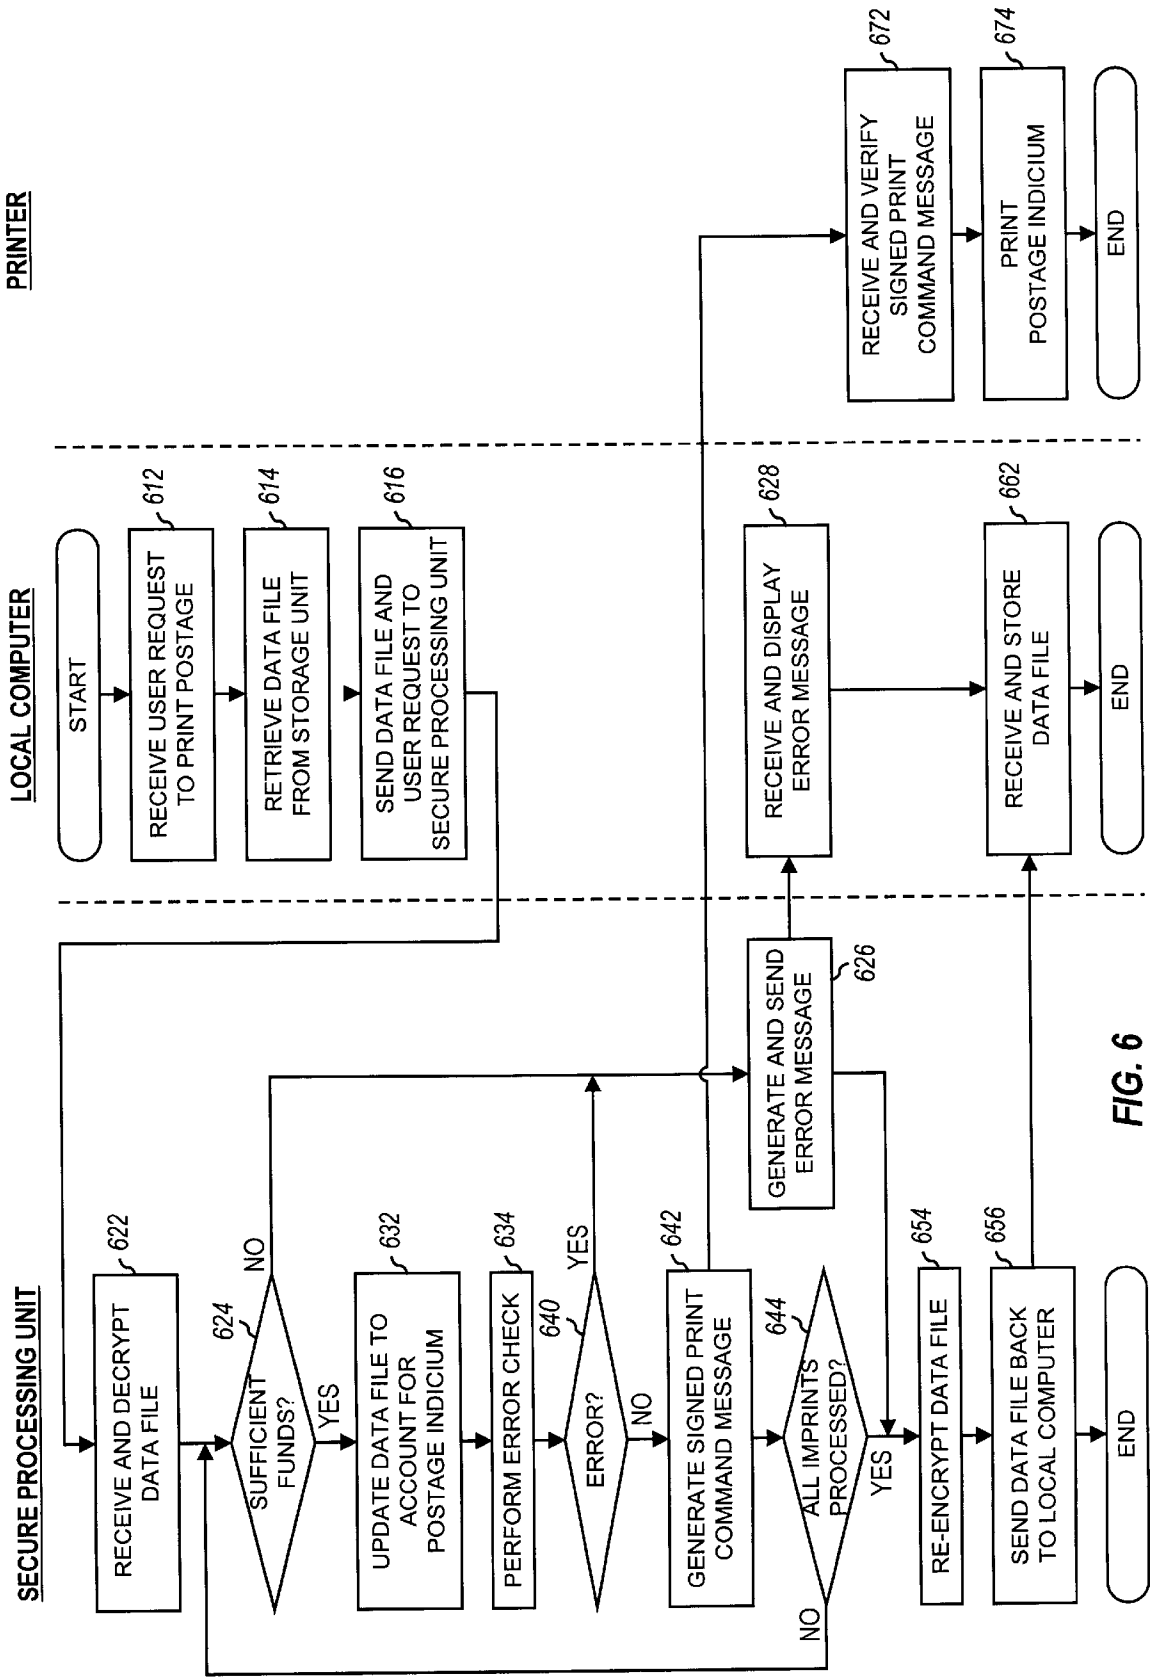 SECURE PROCESSING UNIT
LOCAL COMPUTER
PRINTER
START
RECEIVE USER REQUEST
TO PRINT POSTAGE
612
RETRIEVE DATA FILE
FROM STORAGE UNIT
614
SEND DATA FILE AND
USER REQUEST TO
SECURE PROCESSING UNIT
616
RECEIVE AND DECRYPT
DATA FILE
622
SUFFICIENT
FUNDS?
624
NO
YES
UPDATE DATA FILE TO
ACCOUNT FOR
POSTAGE INDICIUM
632
PERFORM ERROR CHECK
634
ERROR?
640
YES
NO
GENERATE SIGNED PRINT
COMMAND MESSAGE
642
ALL IMPRINTS
PROCESSED?
644
NO
YES
GENERATE AND SEND
ERROR MESSAGE
626
RECEIVE AND DISPLAY
ERROR MESSAGE
628
RE-ENCRYPT DATA FILE
654
SEND DATA FILE BACK
TO LOCAL COMPUTER
656
END
RECEIVE AND STORE
DATA FILE
662
END
RECEIVE AND VERIFY
SIGNED PRINT
COMMAND MESSAGE
672
PRINT
POSTAGE INDICIUM
674
END
FIG. 6